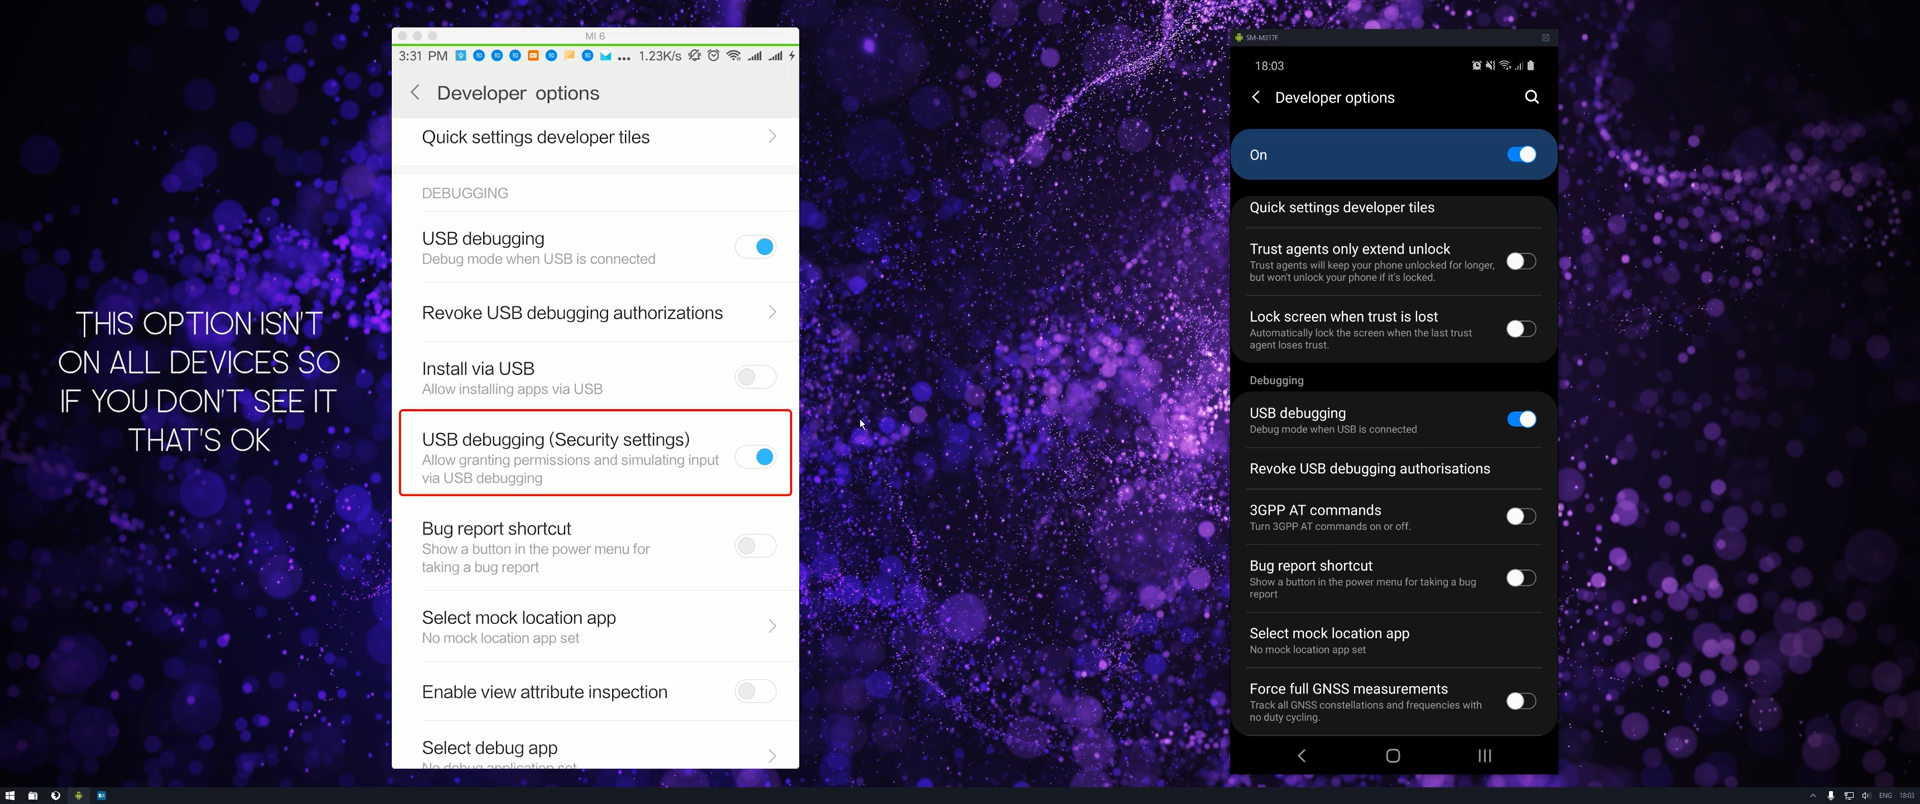 THIS OPTION ISN'T
ON ALL DEVICES SO
IF YOU DON'T SEE IT
THAT'S OK
MI 6
3:31 PM
1.23K/s
Developer options
Quick settings developer tiles
DEBUGGING
USB debugging
Debug mode when USB is connected
Revoke USB debugging authorizations
Install via USB
Allow installing apps via USB
USB debugging (Security settings)
Allow granting permissions and simulating input
via USB debugging
Bug report shortcut
Show a button in the power menu for
taking a bug report
Select mock location app
No mock location app set
Enable view attribute inspection
Select debug app
No debug application set
SM-M317F
18:03
Developer options
On
Quick settings developer tiles
Trust agents only extend unlock
Trust agents will keep your phone unlocked for longer,
but won't unlock your phone if it's locked.
Lock screen when trust is lost
Automatically lock the screen when the last trust
agent loses trust.
Debugging
USB debugging
Debug mode when USB is connected
Revoke USB debugging authorisations
3GPP AT commands
Turn 3GPP AT commands on or off.
Bug report shortcut
Show a button in the power menu for taking a bug
report
Select mock location app
No mock location app set
Force full GNSS measurements
Track all GNSS constellations and frequencies with
no duty cycling.
ENG
18:03